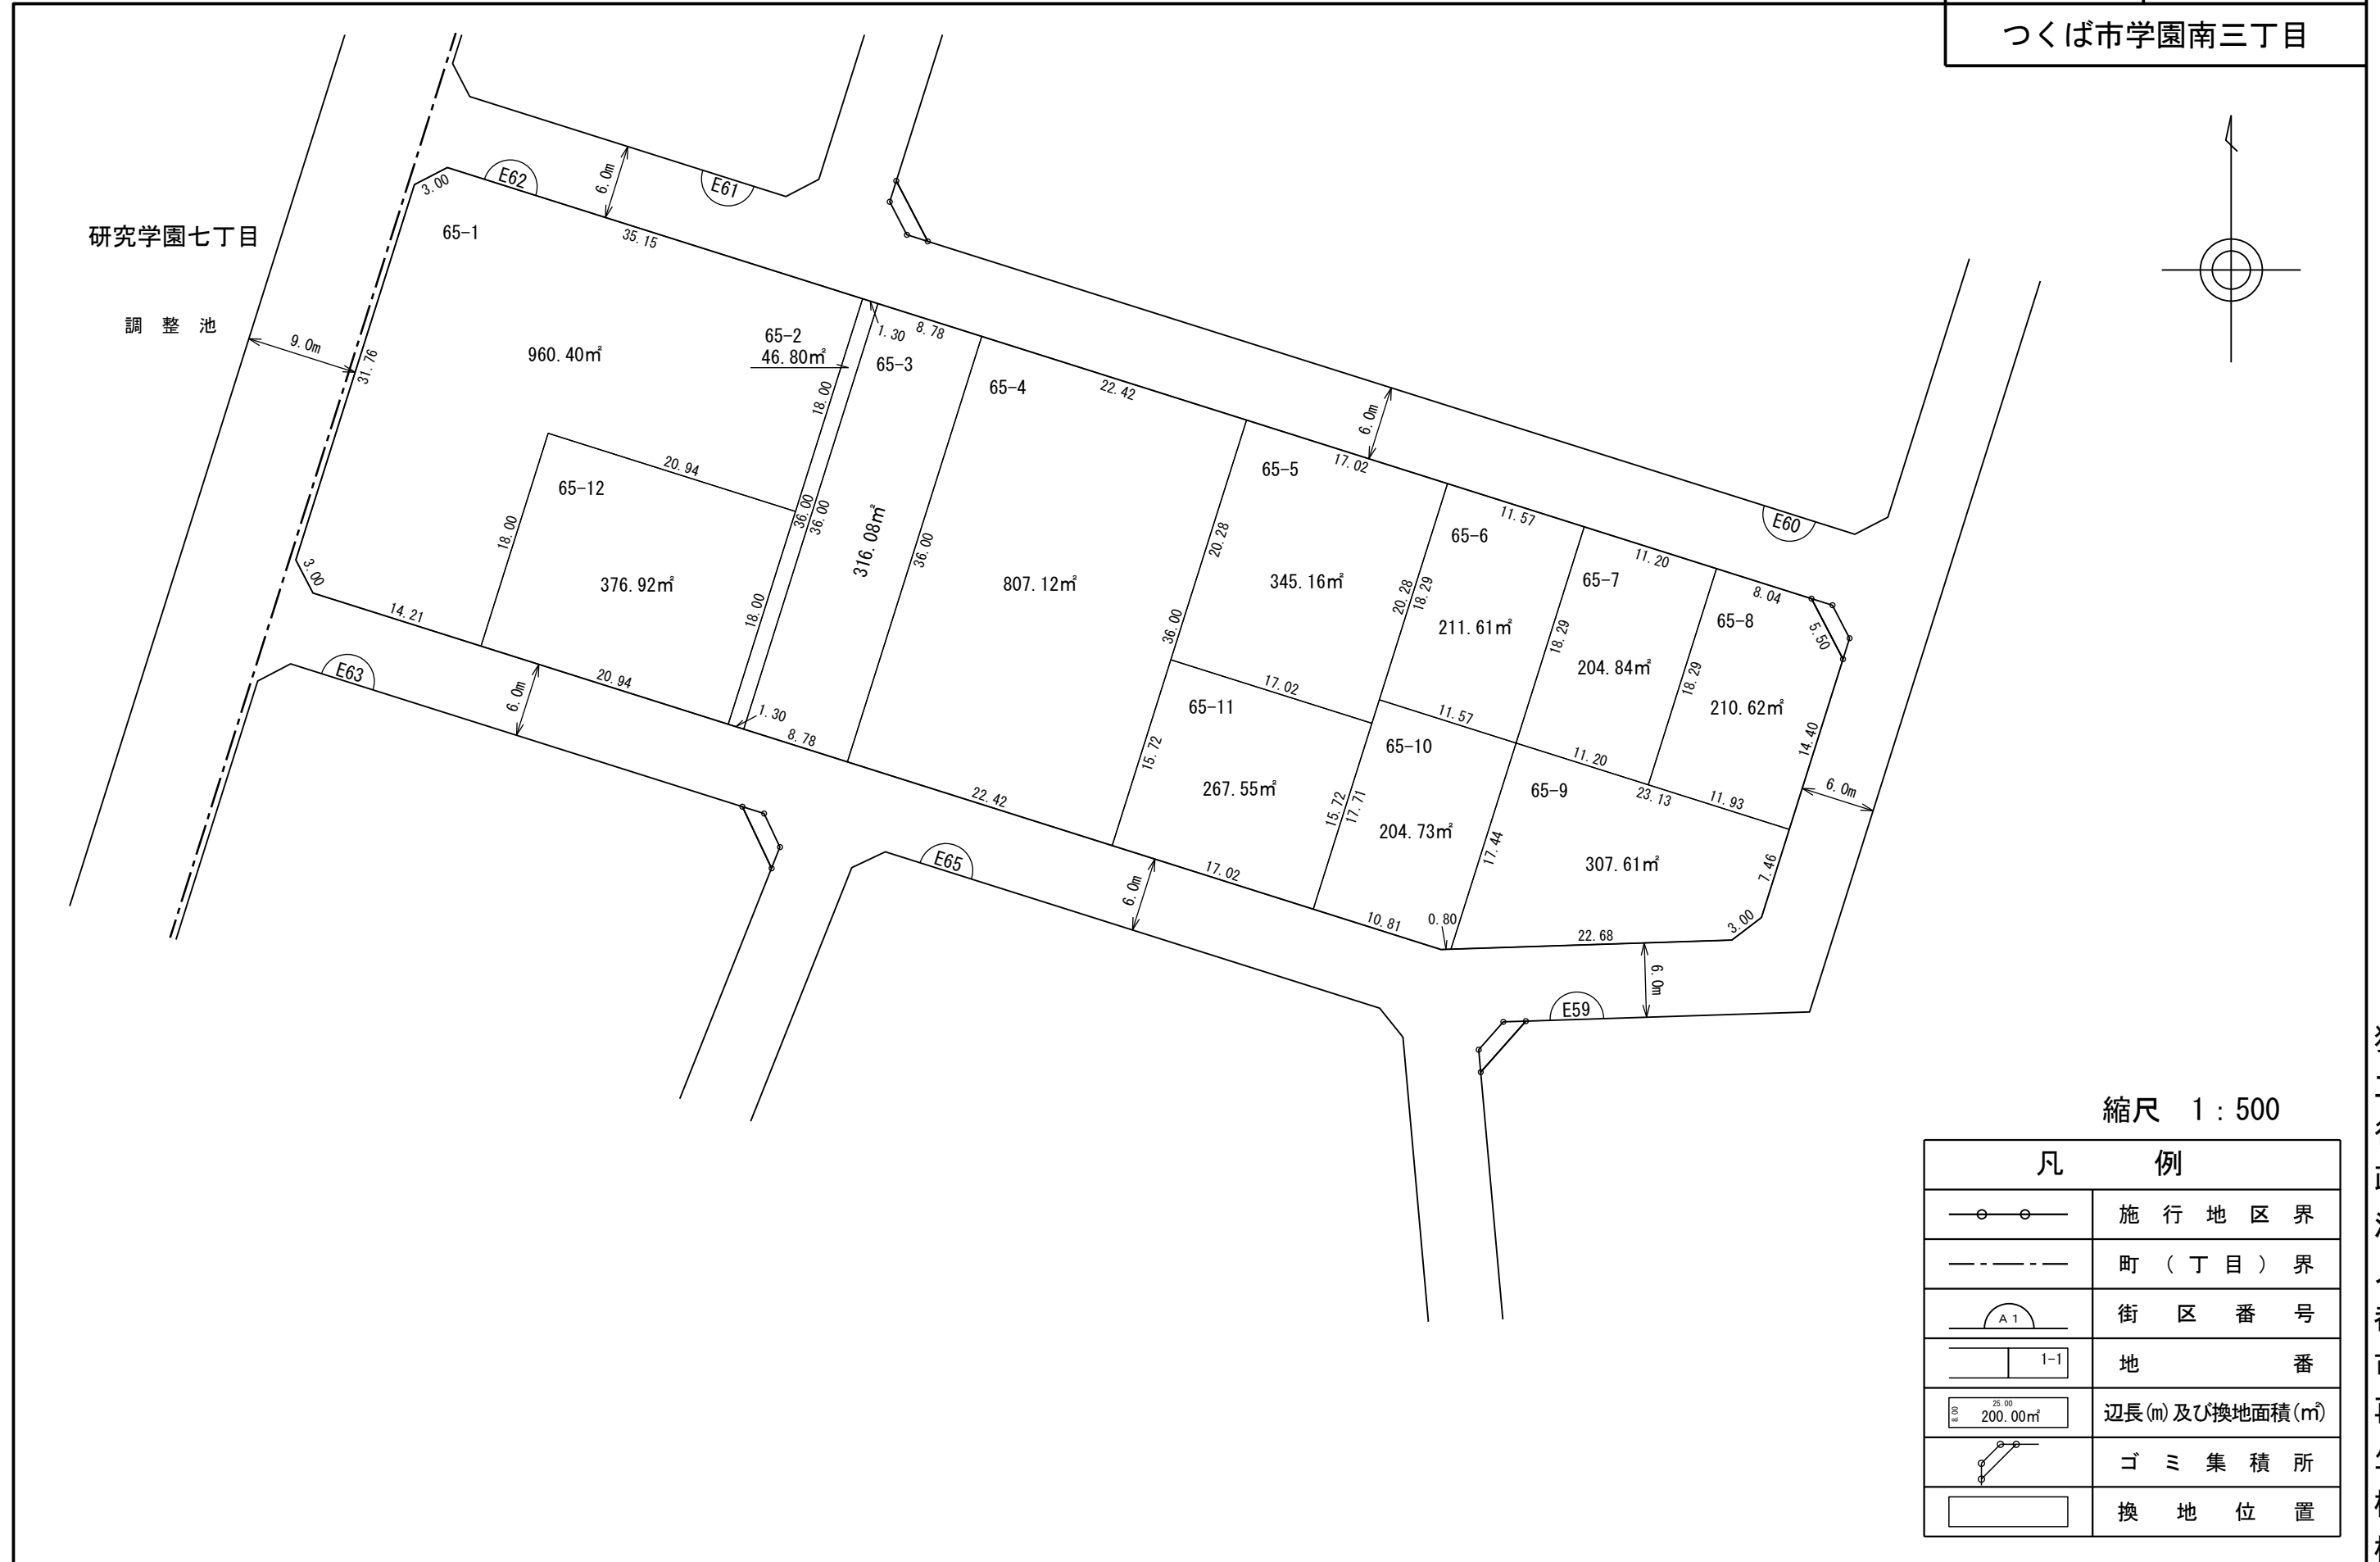 つくば市学園南三丁目
研究学園七丁目
調 整 池
9.0m
31.76
3.00
E62
6.0m
E61
35.15
65-1
960.40㎡
65-2
46.80㎡
1.30
8.78
65-3
65-4
18.00
22.42
6.0m
17.02
65-5
20.94
65-12
18.00
376.92㎡
36.00
36.00
316.08㎡
36.00
18.00
807.12㎡
20.28
345.16㎡
36.00
20.28
18.29
11.57
65-6
211.61㎡
11.20
65-7
18.29
204.84㎡
E60
8.04
5.50
65-8
18.29
210.62㎡
14.40
6.0m
3.00
14.21
E63
6.0m
20.94
1.30
8.78
22.42
17.02
65-11
15.72
267.55㎡
11.57
65-10
15.72
17.71
204.73㎡
11.20
65-9
23.13
11.93
17.44
307.61㎡
7.46
E65
6.0m
17.02
10.81
0.80
22.68
3.00
6.0m
E59
縮尺 1:500
凡 例
施 行 地 区 界
町 ( 丁 目 ) 界
A1
街 区 番 号
1-1
地 番
25.00
8.00
200.00㎡
辺長(m)及び換地面積(㎡)
ゴ ミ 集 積 所
換 地 位 置